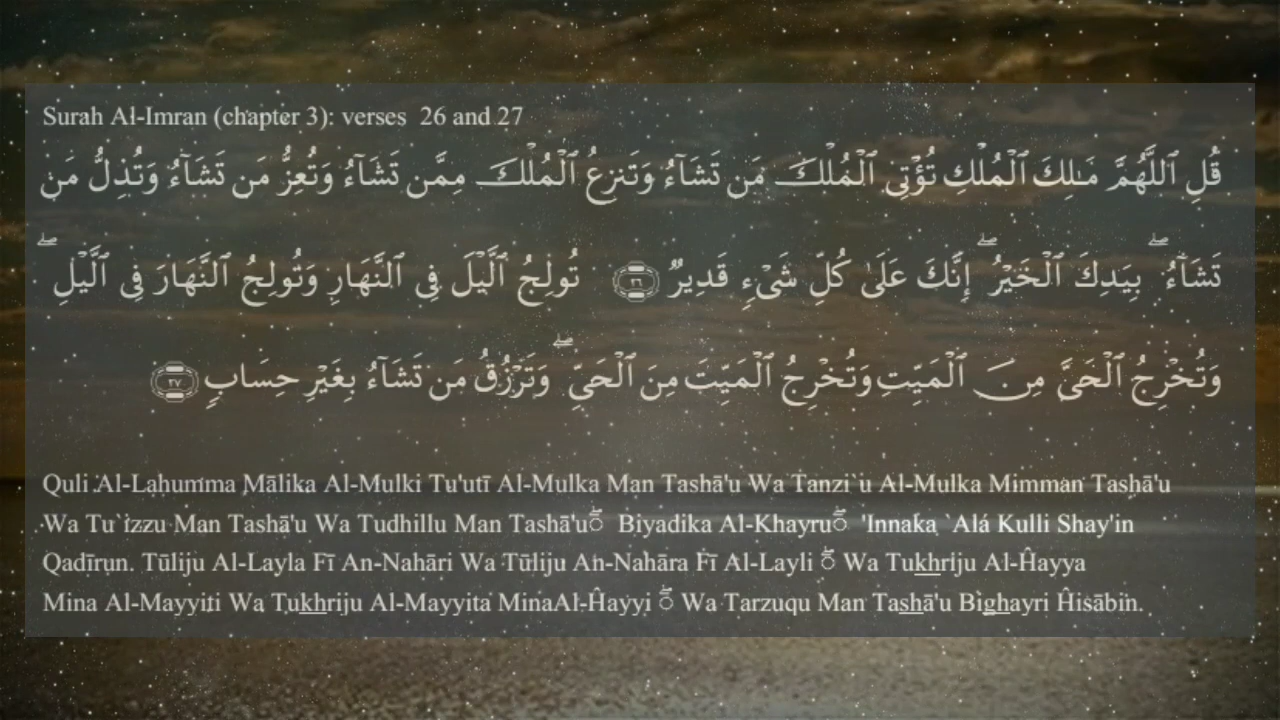 Surah Al-Imran (chapter 3): verses 26 and 27
قُلِ ٱللَّهُمَّ مَـٰلِكَ ٱلْمُلْكِ تُؤْتِى ٱلْمُلْكَ مَن تَشَآءُ وَتَنزِعُ ٱلْمُلْكَ مِمَّن تَشَآءُ وَتُعِزُّ مَن تَشَآءُ وَتُذِلُّ مَن
تَشَآءُ ۖ بِيَدِكَ ٱلْخَيْرُ ۖ إِنَّكَ عَلَىٰ كُلِّ شَىْءٍ قَدِيرٌ ٢٦ تُولِجُ ٱلَّيْلَ فِى ٱلنَّهَارِ وَتُولِجُ ٱلنَّهَارَ فِى ٱلَّيْلِ ۖ
وَتُخْرِجُ ٱلْحَىَّ مِنَ ٱلْمَيِّتِ وَتُخْرِجُ ٱلْمَيِّتَ مِنَ ٱلْحَىِّ ۖ وَتَرْزُقُ مَن تَشَآءُ بِغَيْرِ حِسَابٍ ٢٧
Quli Al-Lahumma Mālika Al-Mulki Tu'utī Al-Mulka Man Tashā'u Wa Tanzi`u Al-Mulka Mimman Tashā'u
Wa Tu`izzu Man Tashā'u Wa Tudhillu Man Tashā'u ۖ Biyadika Al-Khayru ۖ 'Innaka `Alá Kulli Shay'in
Qadīrun. Tūliju Al-Layla Fī An-Nahāri Wa Tūliju An-Nahāra Fī Al-Layli ۖ Wa Tukhriju Al-Ĥayya
Mina Al-Mayyiti Wa Tukhriju Al-Mayyita MinaAl-Ĥayyi ۖ Wa Tarzuqu Man Tashā'u Bighayri Ĥisābin.